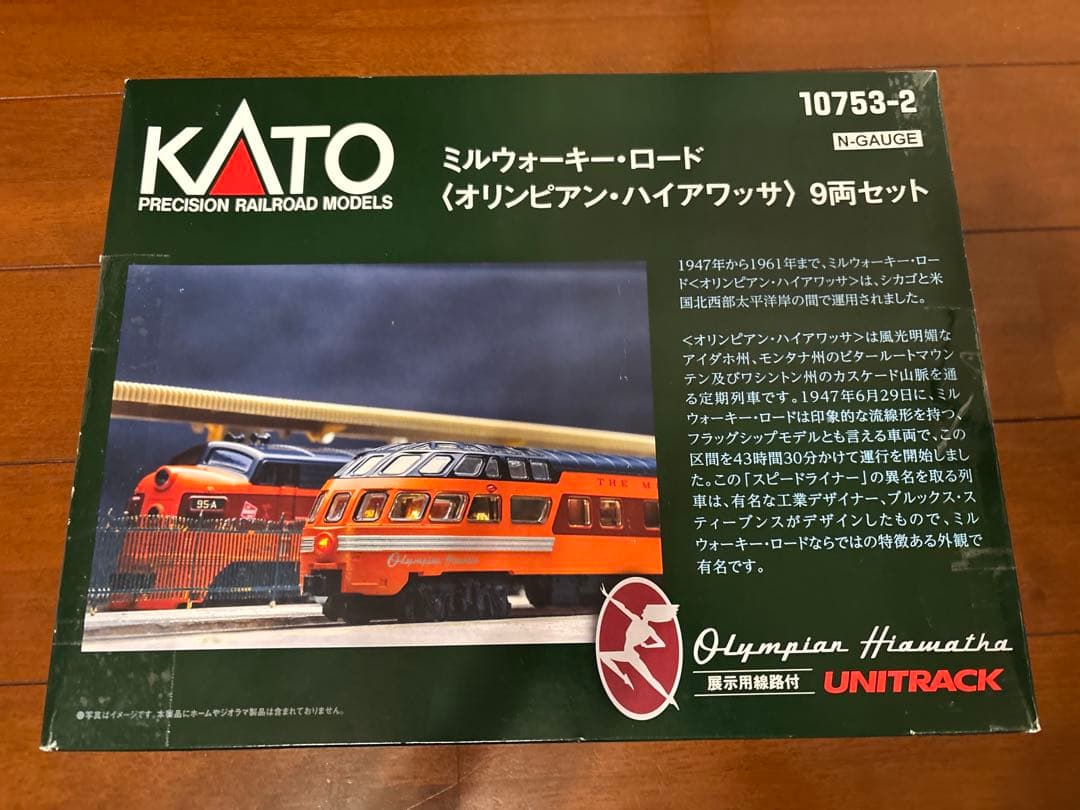 10753-2
N-GAUGE
KATO
PRECISION RAILROAD MODELS
ミルウォーキー・ロード
〈オリンピアン・ハイアワッサ〉 9両セット
1947年から1961年まで、ミルウォーキー・ロー
ド<オリンピアン・ハイアワッサ>は、シカゴと米
国北西部太平洋岸の間で運用されました。
<オリンピアン・ハイアワッサ>は風光明媚な
アイダホ州、モンタナ州のビタールートマウン
テン及びワシントン州のカスケード山脈を通
る定期列車です。1947年6月29日に、ミル
ウォーキー・ロードは印象的な流線形を持つ、
フラッグシップモデルとも言える車両で、この
区間を43時間30分かけて運行を開始しまし
た。この「スピードライナー」の異名を取る列
車は、有名な工業デザイナー、ブルックス・ス
ティーブンスがデザインしたもので、ミル
ウォーキー・ロードならではの特徴ある外観で
有名です。
95A
THE M
Olympian Hiawatha
Olympian Hiawatha
展示用線路付
UNITRACK
●写真はイメージです。本製品にホームやジオラマ製品は含まれておりません。